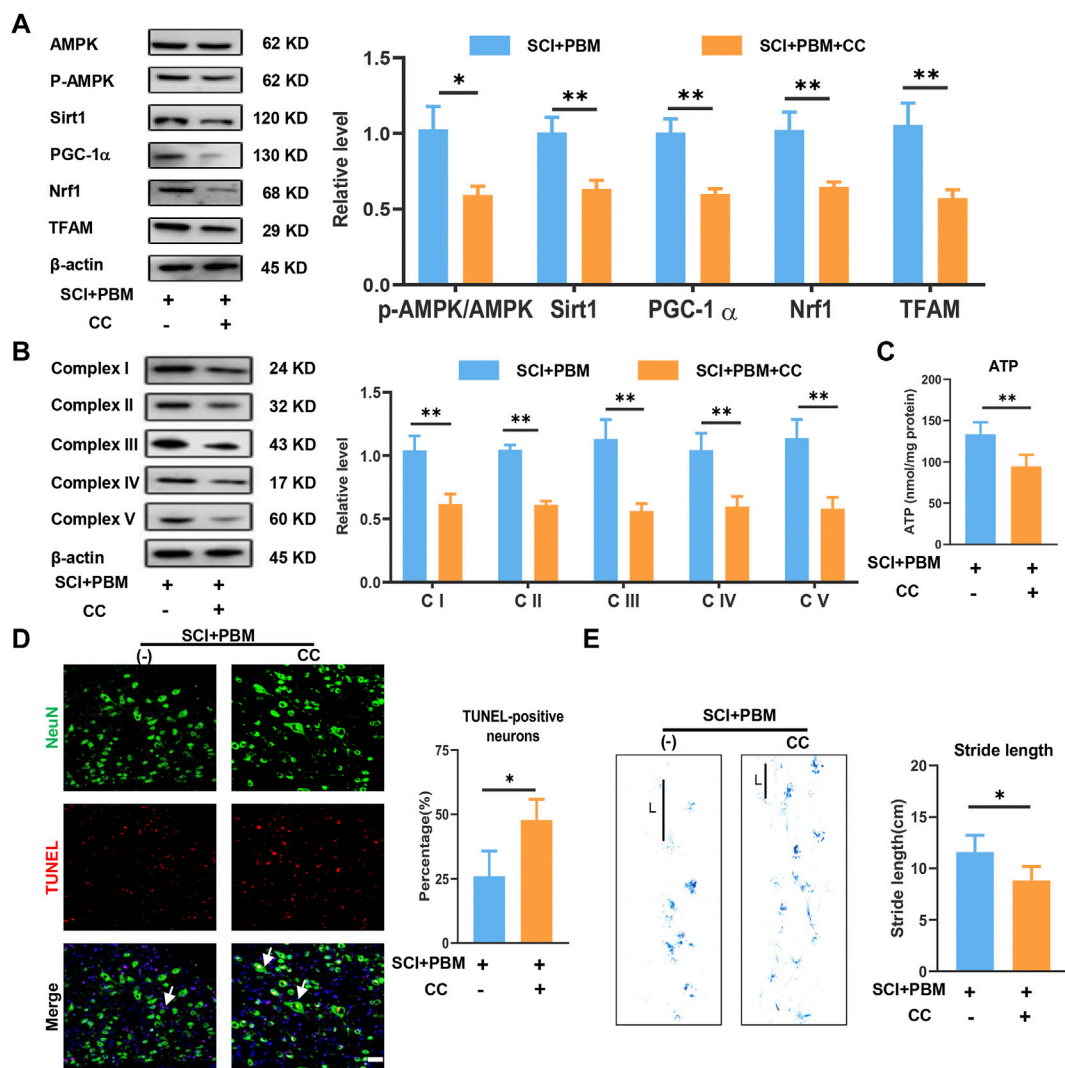 A
AMPK 62 KD
P-AMPK 62 KD
Sirt1 120 KD
PGC-1α 130 KD
Nrf1 68 KD
TFAM 29 KD
β-actin 45 KD
SCI+PBM + +
CC - +
SCI+PBM SCI+PBM+CC
Relative level
1.5
1.0
0.5
0.0
* ** ** ** **
p-AMPK/AMPK Sirt1 PGC-1 α Nrf1 TFAM
B
Complex I 24 KD
Complex II 32 KD
Complex III 43 KD
Complex IV 17 KD
Complex V 60 KD
β-actin 45 KD
SCI+PBM + +
CC - +
SCI+PBM SCI+PBM+CC
Relative level
1.5
1.0
0.5
0.0
** ** ** ** **
C I C II C III C IV C V
C
ATP
ATP (nmol/mg protein)
200
150
100
50
0
**
SCI+PBM + +
CC - +
D
SCI+PBM
(-) CC
NeuN
TUNEL
Merge
TUNEL-positive
neurons
Percentage(%)
75
50
25
0
*
SCI+PBM + +
CC - +
E
SCI+PBM
(-) CC
L L
Stride length
Stride length(cm)
20
15
10
5
0
*
SCI+PBM + +
CC - +